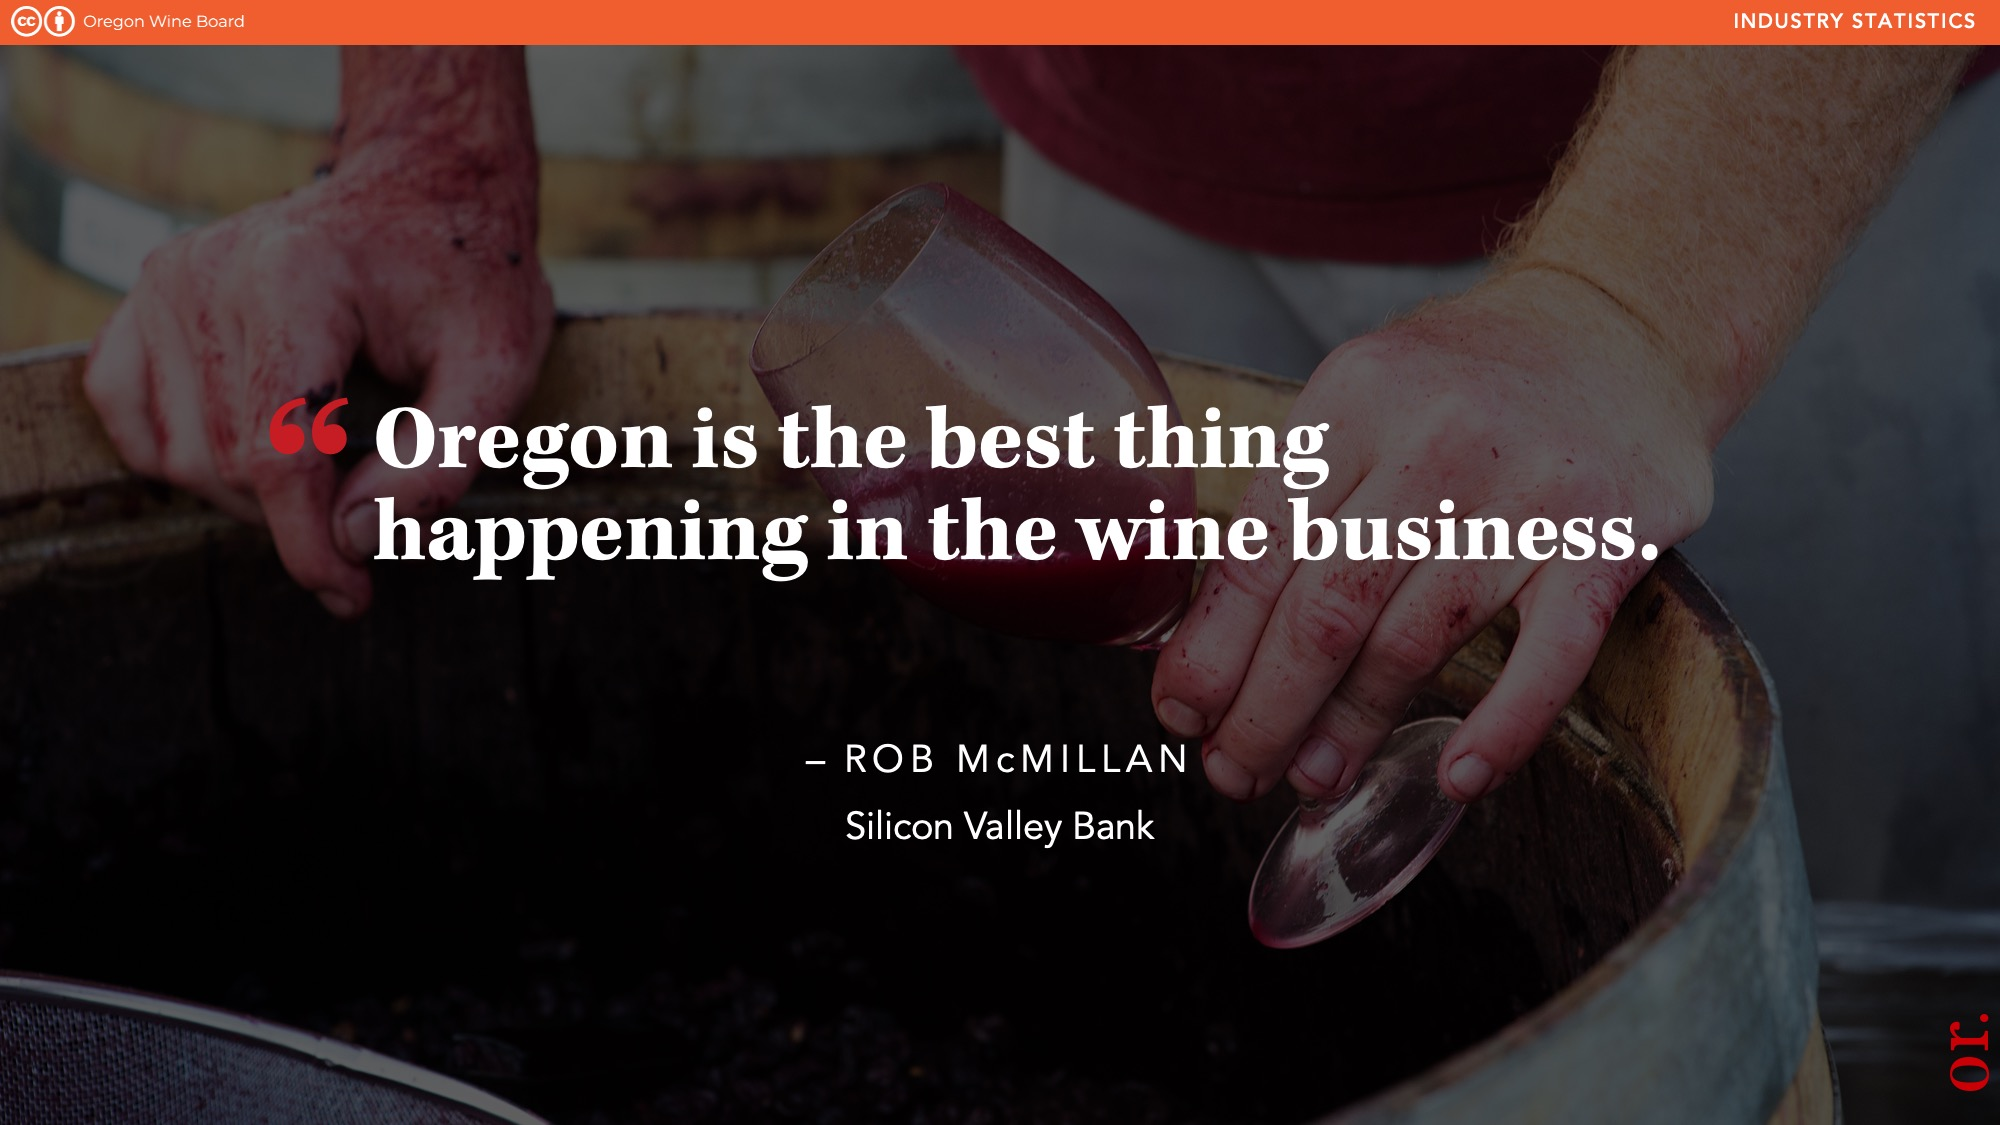 cc Oregon Wine Board
INDUSTRY STATISTICS
“Oregon is the best thing
happening in the wine business.
– ROB McMILLAN
Silicon Valley Bank
or.